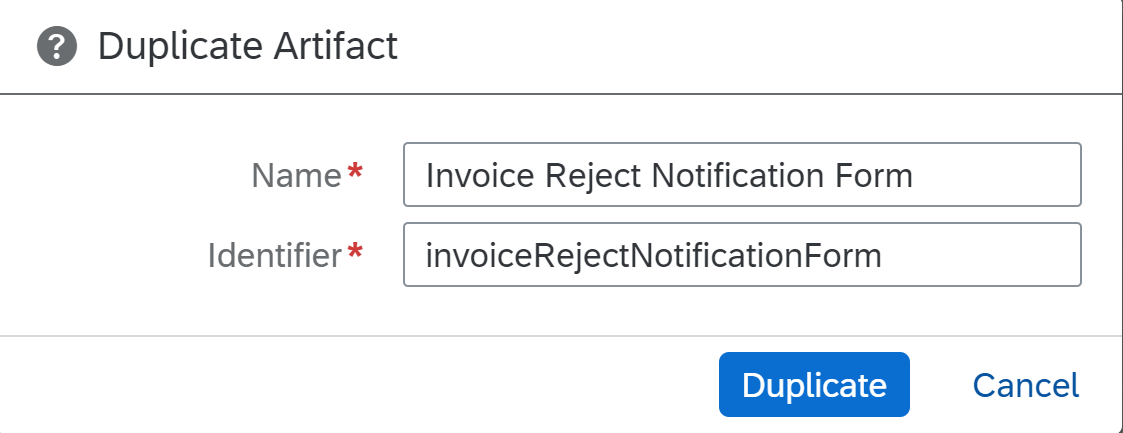 ? Duplicate Artifact
Name* Invoice Reject Notification Form
Identifier* invoiceRejectNotificationForm
Duplicate Cancel